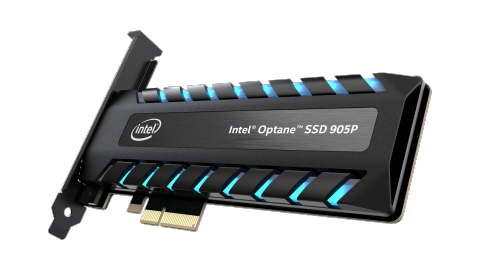 intel
Intel® Optane™ SSD 905P